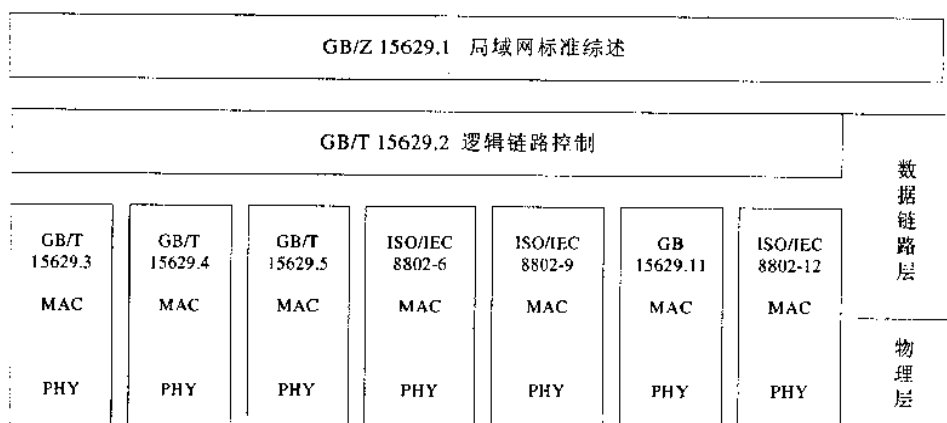 GB/Z 15629.1 局域网标准综述
GB/T 15629.2 逻辑链路控制
数据链路层
GB/T
15629.3
MAC
PHY
GB/T
15629.4
MAC
PHY
GB/T
15629.5
MAC
PHY
ISO/IEC
8802-6
MAC
PHY
ISO/IEC
8802-9
MAC
PHY
GB
15629.11
MAC
PHY
ISO/IEC
8802-12
MAC
PHY
物理层